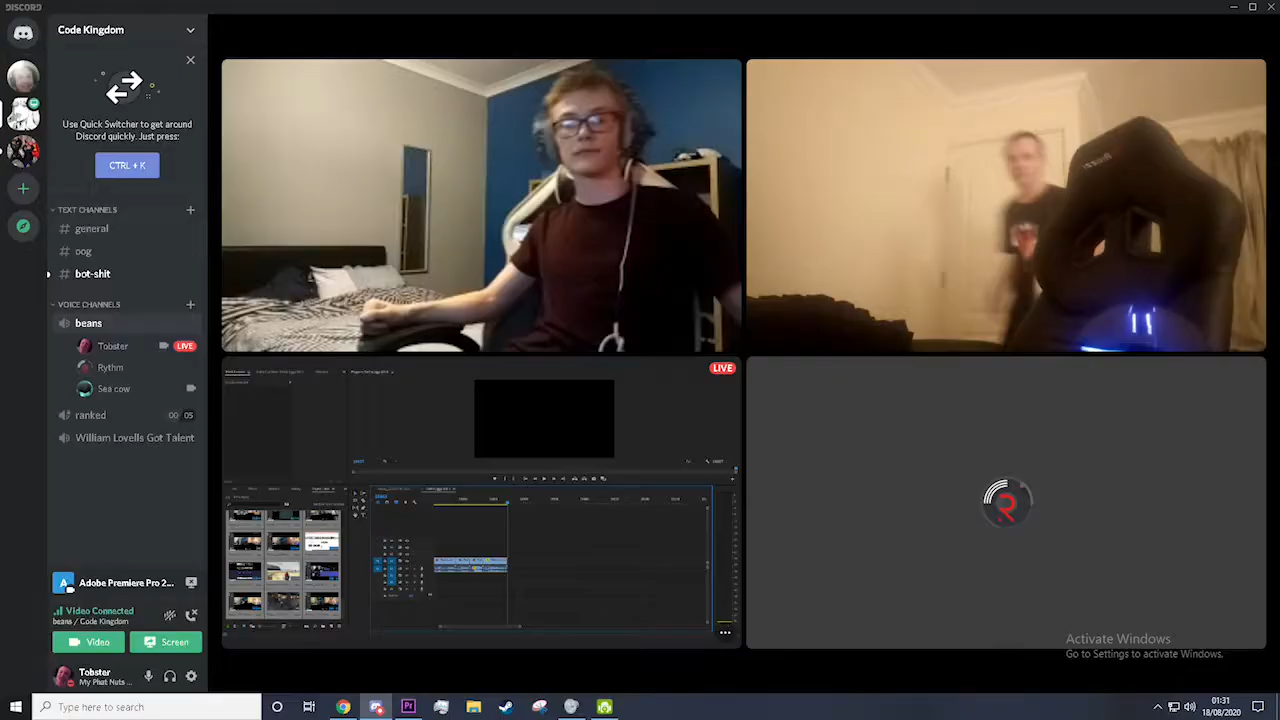 DISCORD
Code Kingdom
Use Quick Switcher to get around
Discord quickly. Just press:
CTRL + K
TEXT CHANNELS
general
oog
bot-shit
VOICE CHANNELS
beans
Tobster
LIVE
Rythm
Sea cow
ranked
00 05
William Lovells Got Talent
Adobe Premiere Pro 2...
Video Connected
beans / Code Kingdom
Video
Screen
Tobster
My Phat Nuts ...
LIVE
R
Activate Windows
Go to Settings to activate Windows.
Type here to search
Pr
01:31
18/08/2020